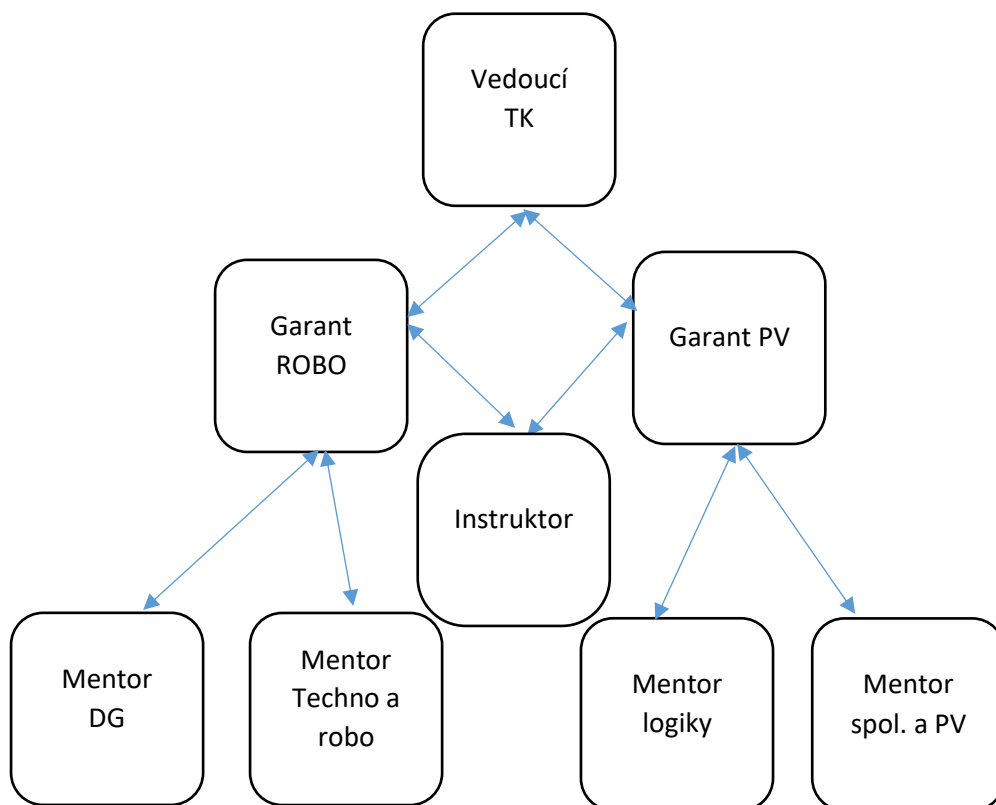 Vedoucí
TK
Garant
ROBO
Garant PV
Instruktor
Mentor
DG
Mentor
Techno a
robo
Mentor
logiky
Mentor
spol. a PV